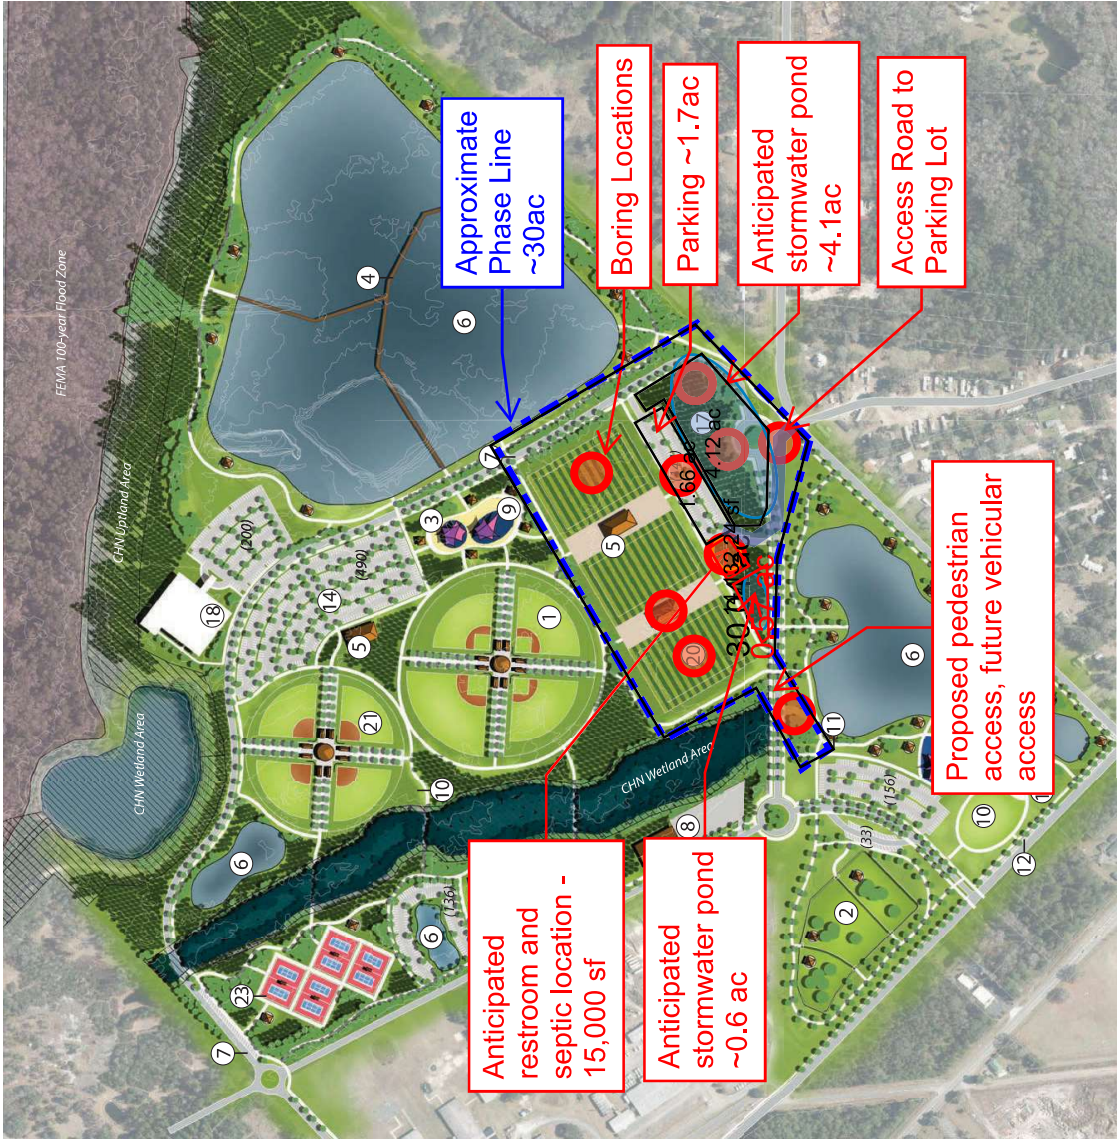 FEMA 100-year Flood Zone
CHN Upland Area
CHN Wetland Area
CHN Wetland Area
Approximate
Phase Line
~30ac
Boring Locations
Parking ~1.7ac
Anticipated
stormwater pond
~4.1ac
Access Road to
Parking Lot
Proposed pedestrian
access, future vehicular
access
Anticipated
restroom and
septic location -
15,000 sf
Anticipated
stormwater pond
~0.6 ac
4
6
7
3
9
5
(200)
(490)
18
14
5
1
21
10
6
6
(136)
23
7
8
20
17
4.12 ac
11
6
(156)
(33)
10
12
2